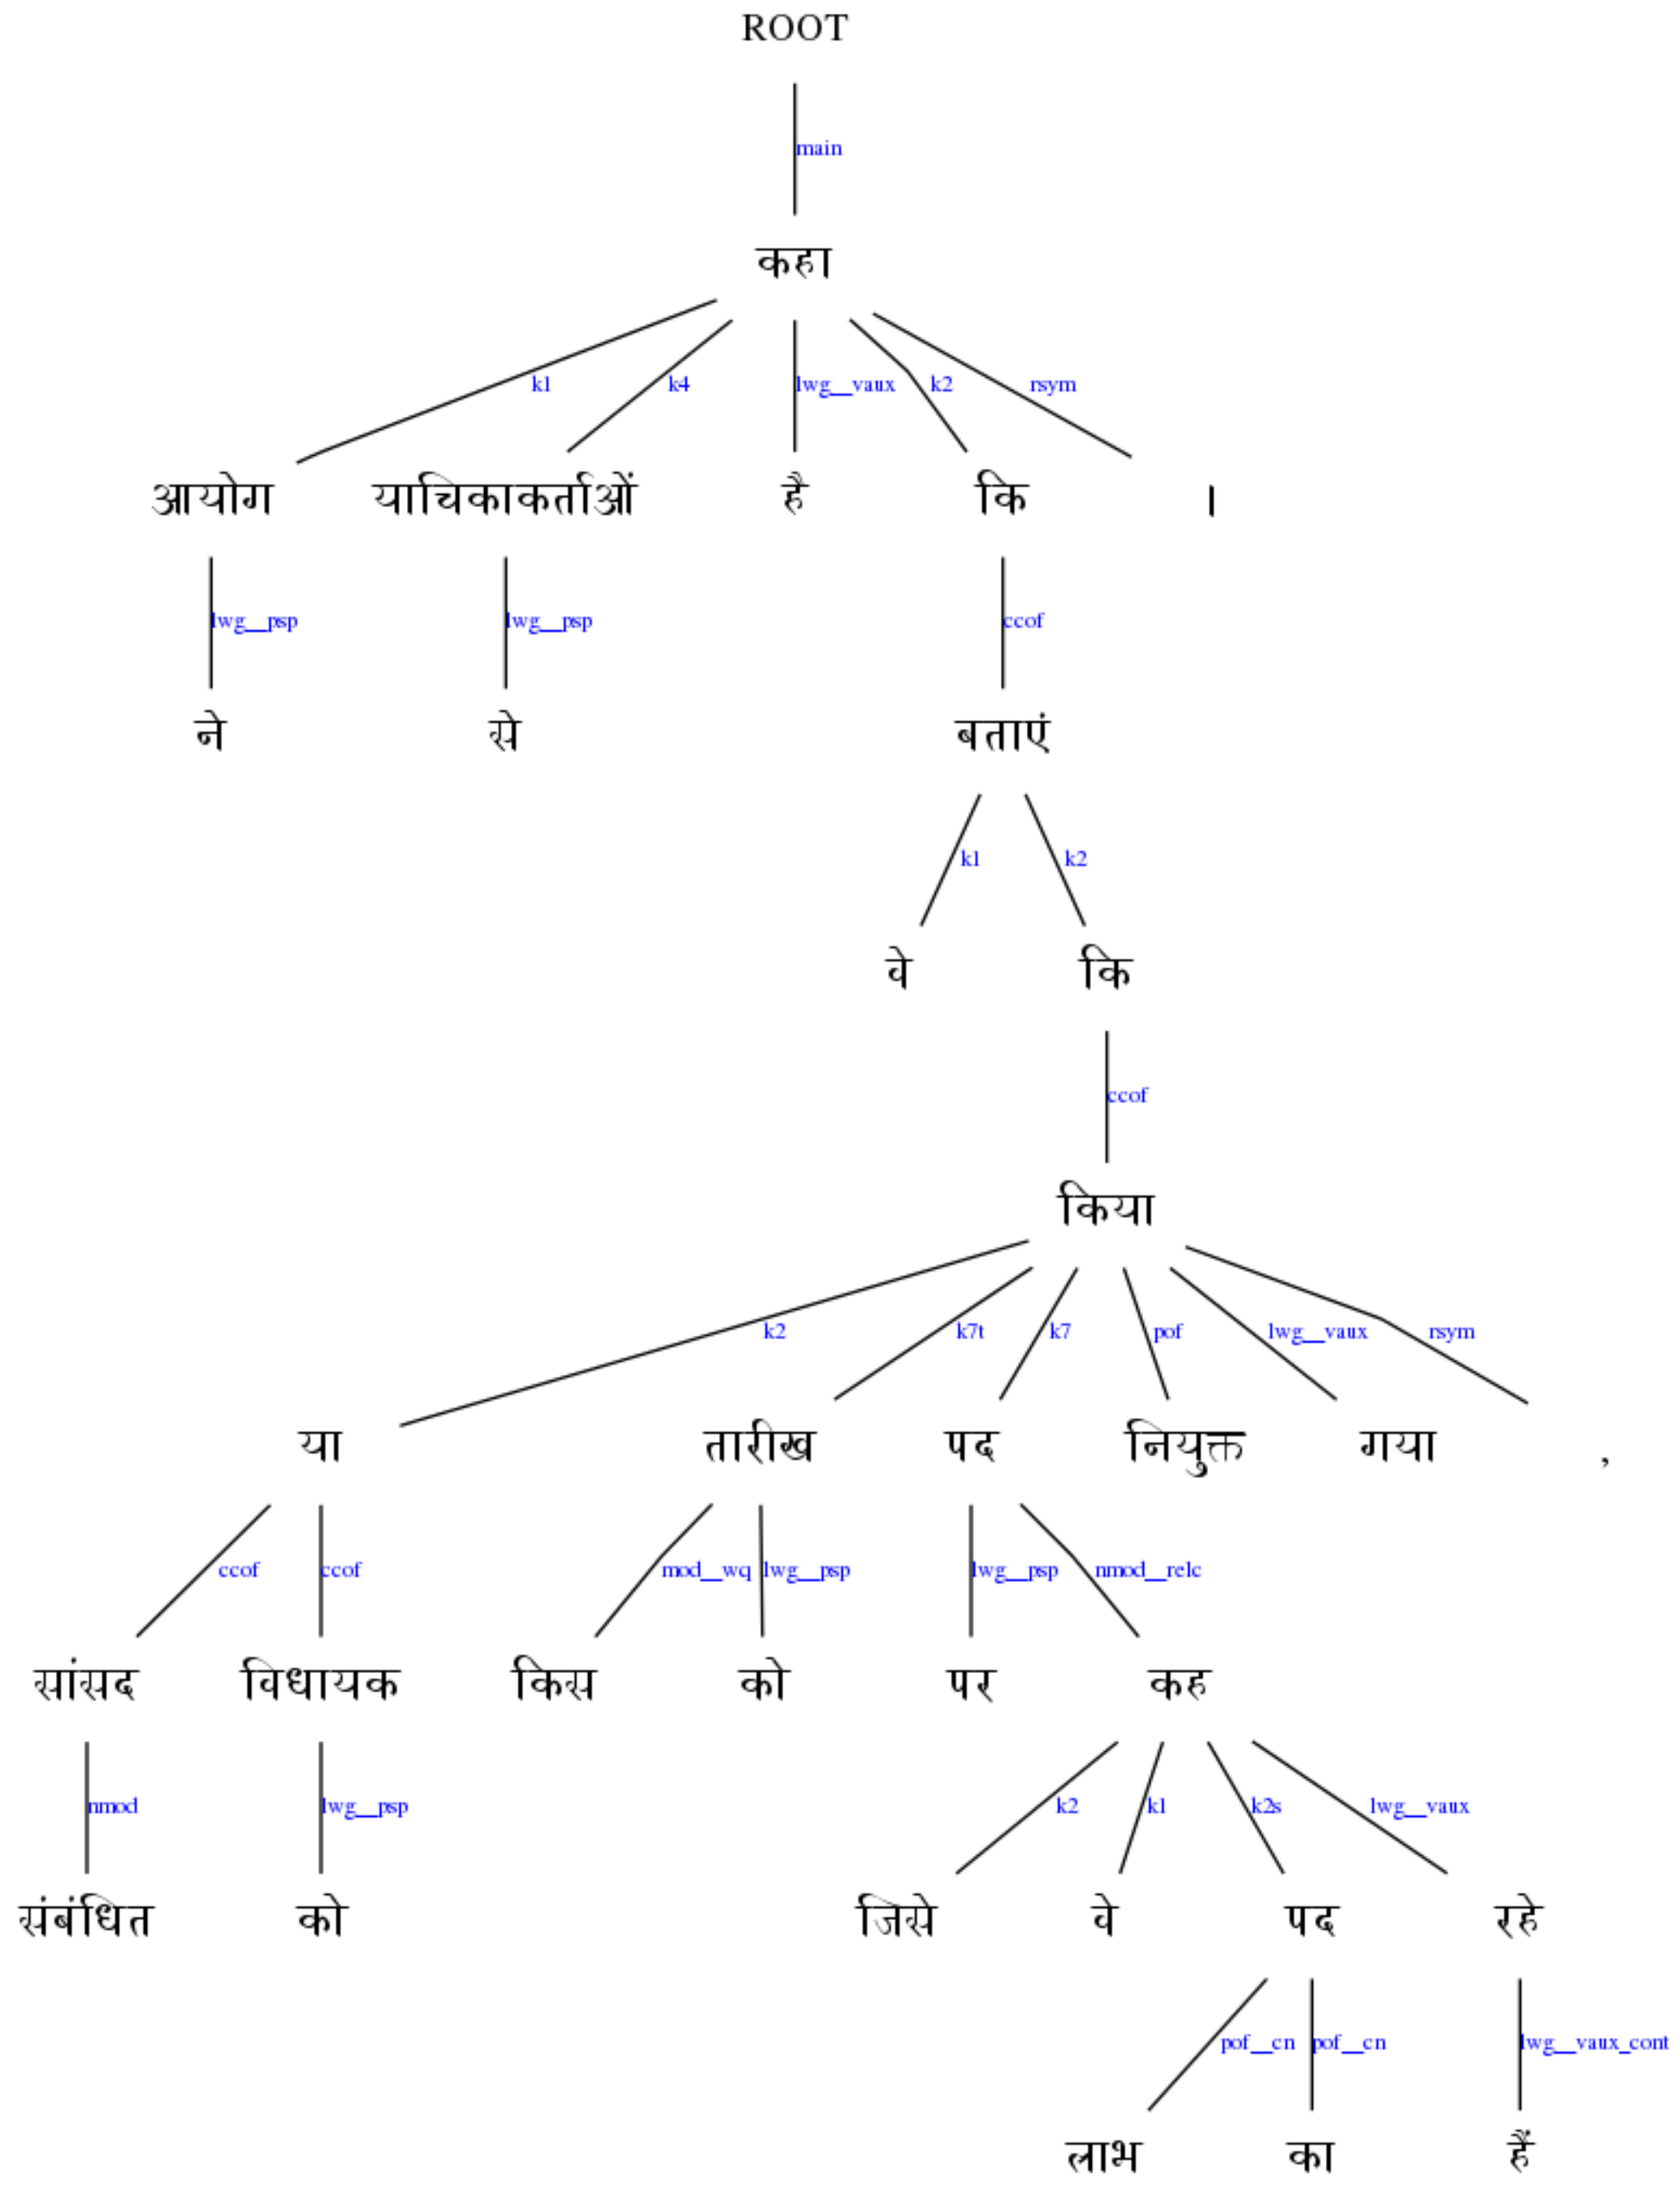 ROOT
main
कहा
k1 k4 lwg__vaux k2 rsym
आयोग याचिकाकर्ताओं है कि ।
lwg__psp lwg__psp ccof
ने से बताएं
k1 k2
वे कि
ccof
किया
k2 k7t k7 pof lwg__vaux rsym
या तारीख पद नियुक्त गया ,
ccof ccof mod__wq lwg__psp lwg__psp nmod__relc
सांसद विधायक किस को पर कह
nmod lwg__psp k2 k1 k2s lwg__vaux
संबंधित को जिसे वे पद रहे
pof__cn pof__cn lwg__vaux_cont
लाभ का हैं